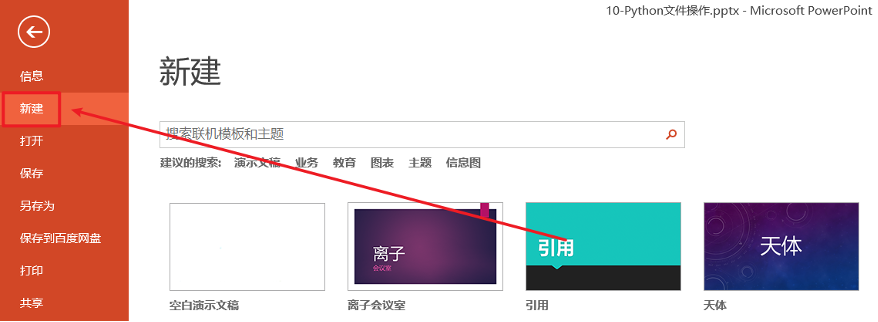 10-Python文件操作.pptx - Microsoft PowerPoint
信息
新建
打开
保存
另存为
保存到百度网盘
打印
共享
新建
搜索联机模板和主题
建议的搜索: 演示文稿 业务 教育 图表 主题 信息图
离子
会议室
引用
天体
空白演示文稿 离子会议室 引用 天体